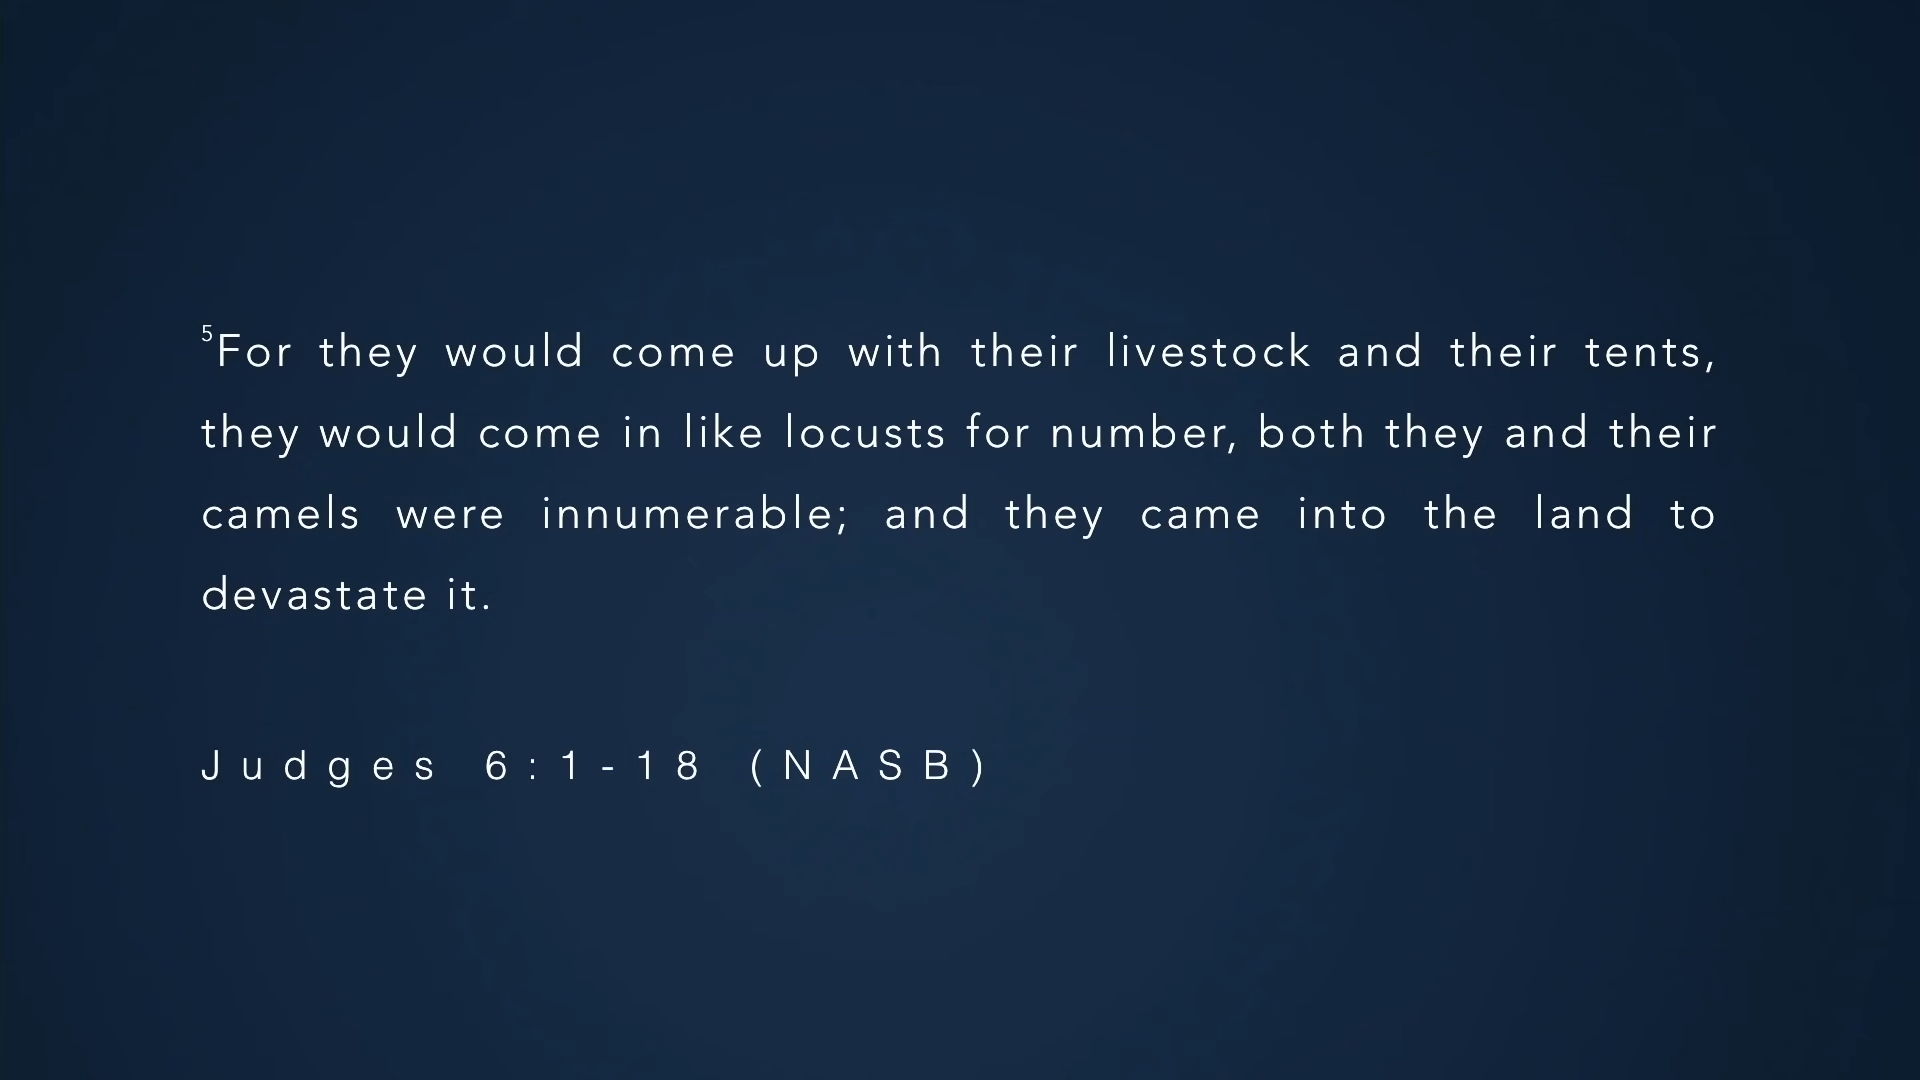 ⁵For they would come up with their livestock and their tents,
they would come in like locusts for number, both they and their
camels were innumerable; and they came into the land to
devastate it.
Judges 6:1-18 (NASB)